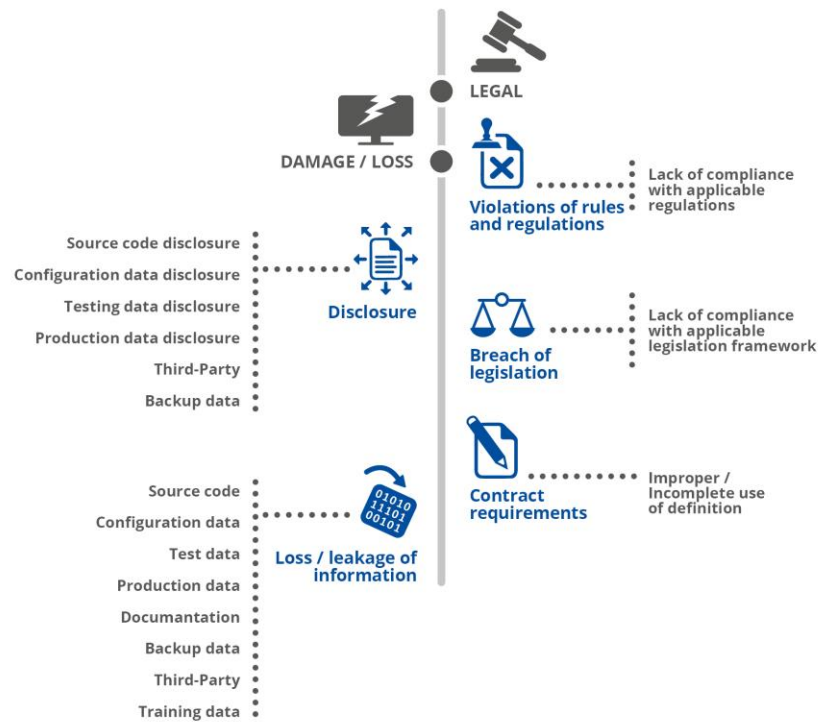 LEGAL
DAMAGE / LOSS
Violations of rules
and regulations
Lack of compliance
with applicable
regulations
Source code disclosure
Configuration data disclosure
Testing data disclosure
Production data disclosure
Third-Party
Backup data
Disclosure
Breach of
legislation
Lack of compliance
with applicable
legislation framework
Contract
requirements
Improper /
Incomplete use
of definition
Source code
Configuration data
Test data
Production data
Documantation
Backup data
Third-Party
Training data
01010
11101
00101
Loss / leakage of
information